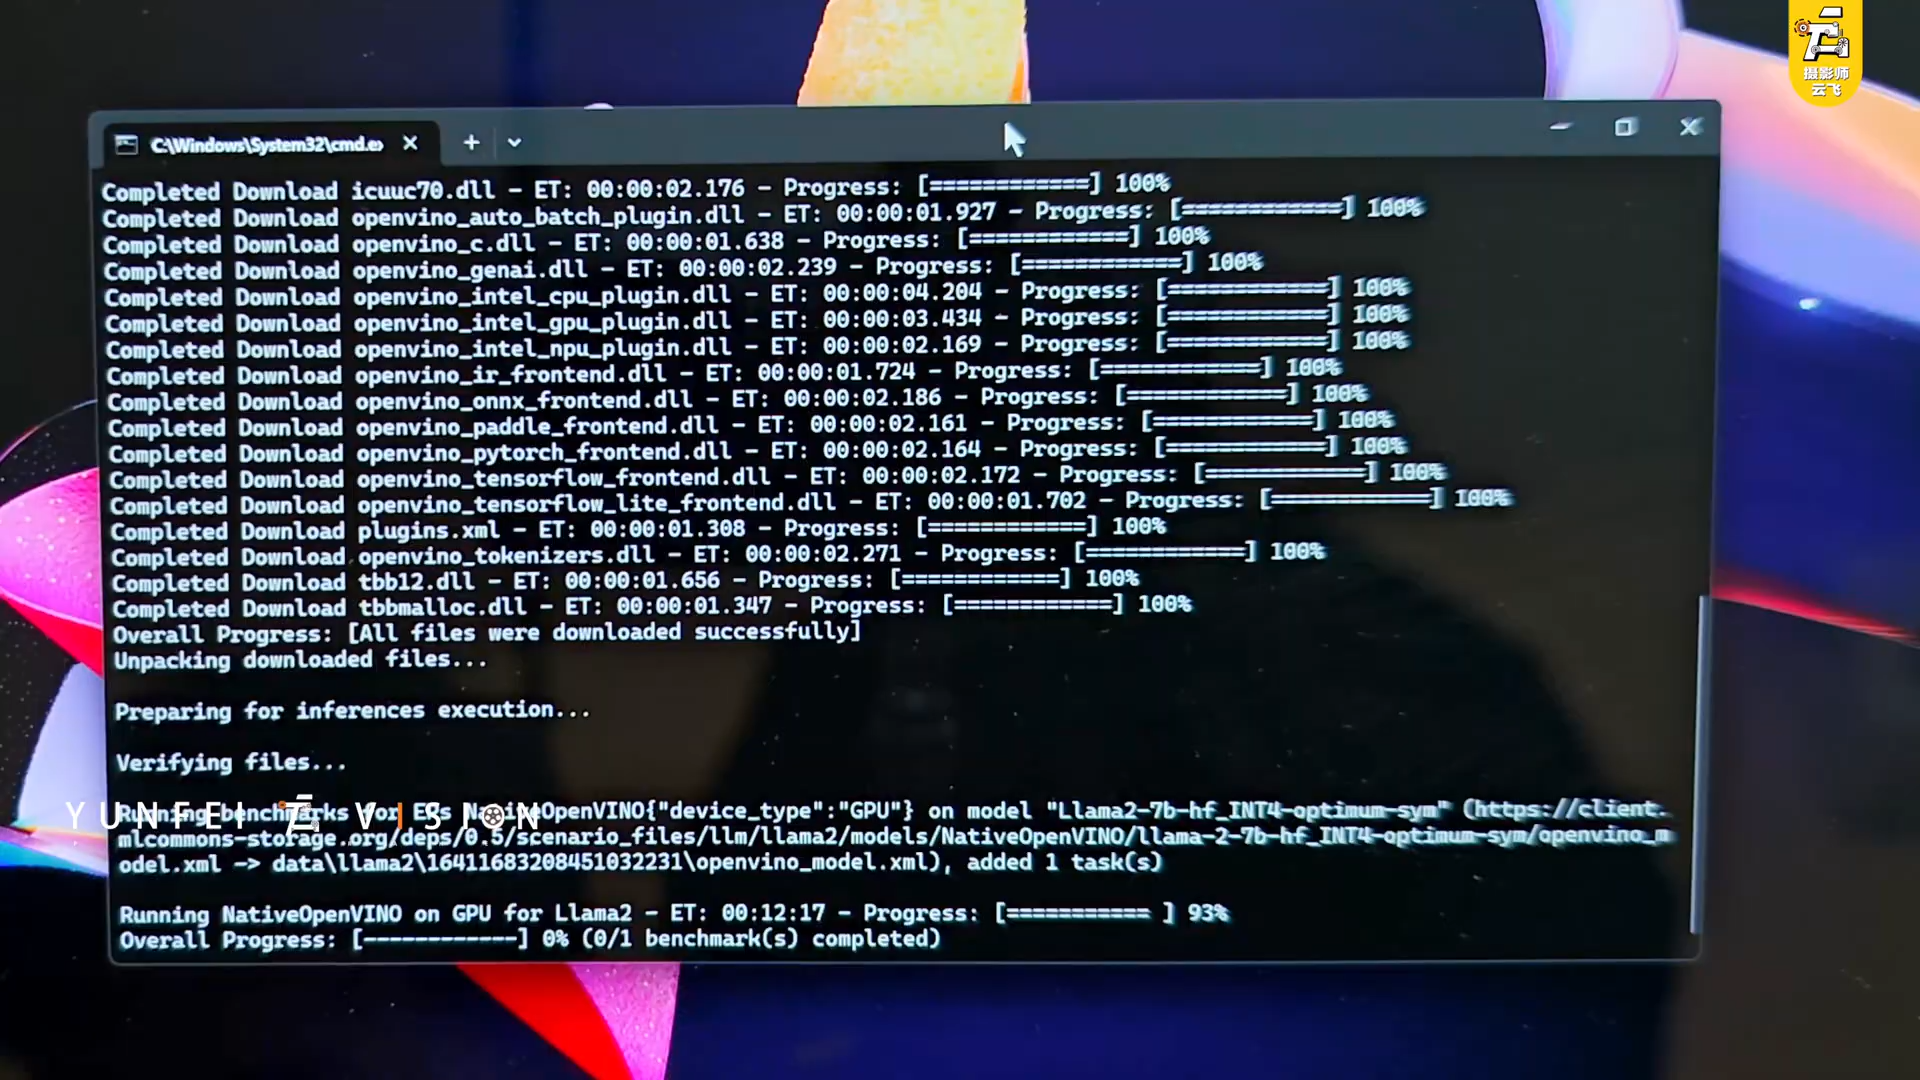 摄影师
云飞
C:\Windows\System32\cmd.ex
Completed Download icuuc70.dll - ET: 00:00:02.176 - Progress: [============] 100%
Completed Download openvino_auto_batch_plugin.dll - ET: 00:00:01.927 - Progress: [============] 100%
Completed Download openvino_c.dll - ET: 00:00:01.638 - Progress: [============] 100%
Completed Download openvino_genai.dll - ET: 00:00:02.239 - Progress: [============] 100%
Completed Download openvino_intel_cpu_plugin.dll - ET: 00:00:04.204 - Progress: [============] 100%
Completed Download openvino_intel_gpu_plugin.dll - ET: 00:00:03.434 - Progress: [============] 100%
Completed Download openvino_intel_npu_plugin.dll - ET: 00:00:02.169 - Progress: [============] 100%
Completed Download openvino_ir_frontend.dll - ET: 00:00:01.724 - Progress: [============] 100%
Completed Download openvino_onnx_frontend.dll - ET: 00:00:02.186 - Progress: [============] 100%
Completed Download openvino_paddle_frontend.dll - ET: 00:00:02.161 - Progress: [============] 100%
Completed Download openvino_pytorch_frontend.dll - ET: 00:00:02.164 - Progress: [============] 100%
Completed Download openvino_tensorflow_frontend.dll - ET: 00:00:02.172 - Progress: [============] 100%
Completed Download openvino_tensorflow_lite_frontend.dll - ET: 00:00:01.702 - Progress: [============] 100%
Completed Download plugins.xml - ET: 00:00:01.308 - Progress: [============] 100%
Completed Download openvino_tokenizers.dll - ET: 00:00:02.271 - Progress: [============] 100%
Completed Download tbb12.dll - ET: 00:00:01.656 - Progress: [============] 100%
Completed Download tbbmalloc.dll - ET: 00:00:01.347 - Progress: [============] 100%
Overall Progress: [All files were downloaded successfully]
Unpacking downloaded files...
Preparing for inferences execution...
Verifying files...
Running benchmarks for EPs NativeOpenVINO{"device_type":"GPU"} on model "Llama2-7b-hf_INT4-optimum-sym" (https://client.
mlcommons-storage.org/deps/0.5/scenario_files/llm/llama2/models/NativeOpenVINO/llama-2-7b-hf_INT4-optimum-sym/openvino_m
odel.xml -> data\llama2\16411683208451032231\openvino_model.xml), added 1 task(s)
YUNFEI VISION
Running NativeOpenVINO on GPU for Llama2 - ET: 00:12:17 - Progress: [=========== ] 93%
Overall Progress: [------------] 0% (0/1 benchmark(s) completed)